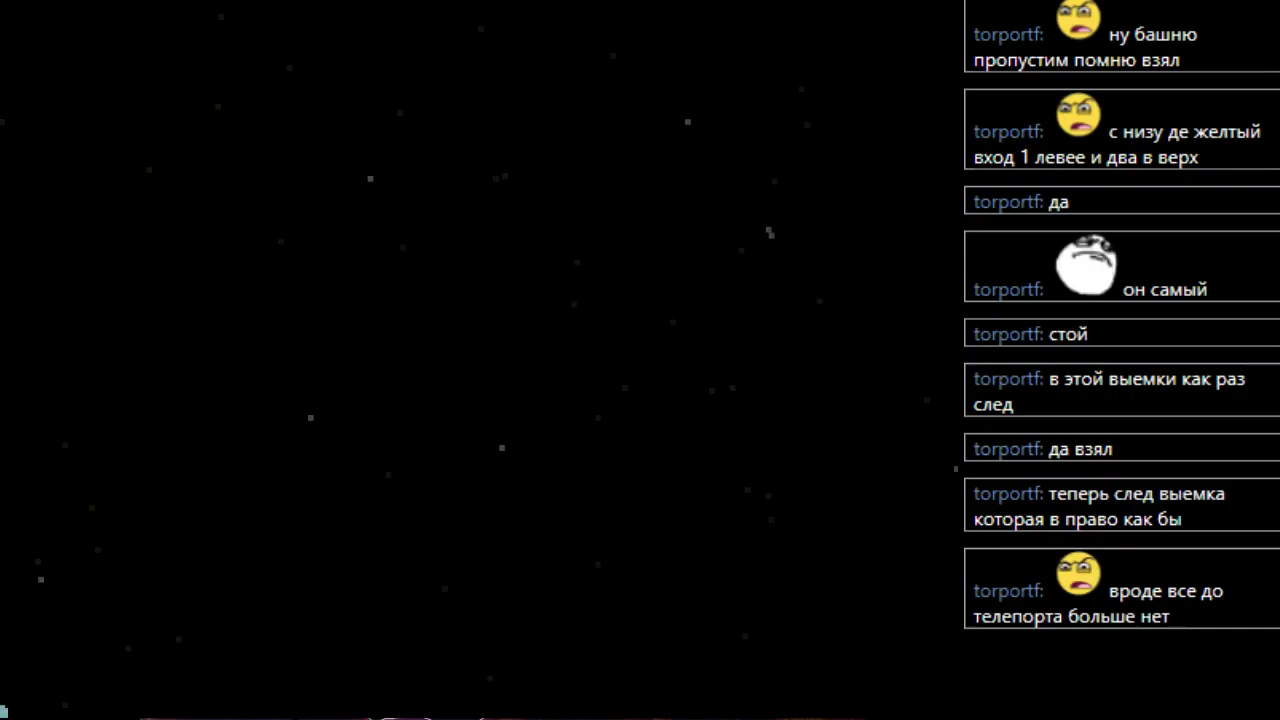 torportf: ну башню
пропустим помню взял
torportf: с низу де желтый
вход 1 левее и два в верх
torportf: да
torportf: он самый
torportf: стой
torportf: в этой выемки как раз
след
torportf: да взял
torportf: теперь след выемка
которая в право как бы
torportf: вроде все до
телепорта больше нет